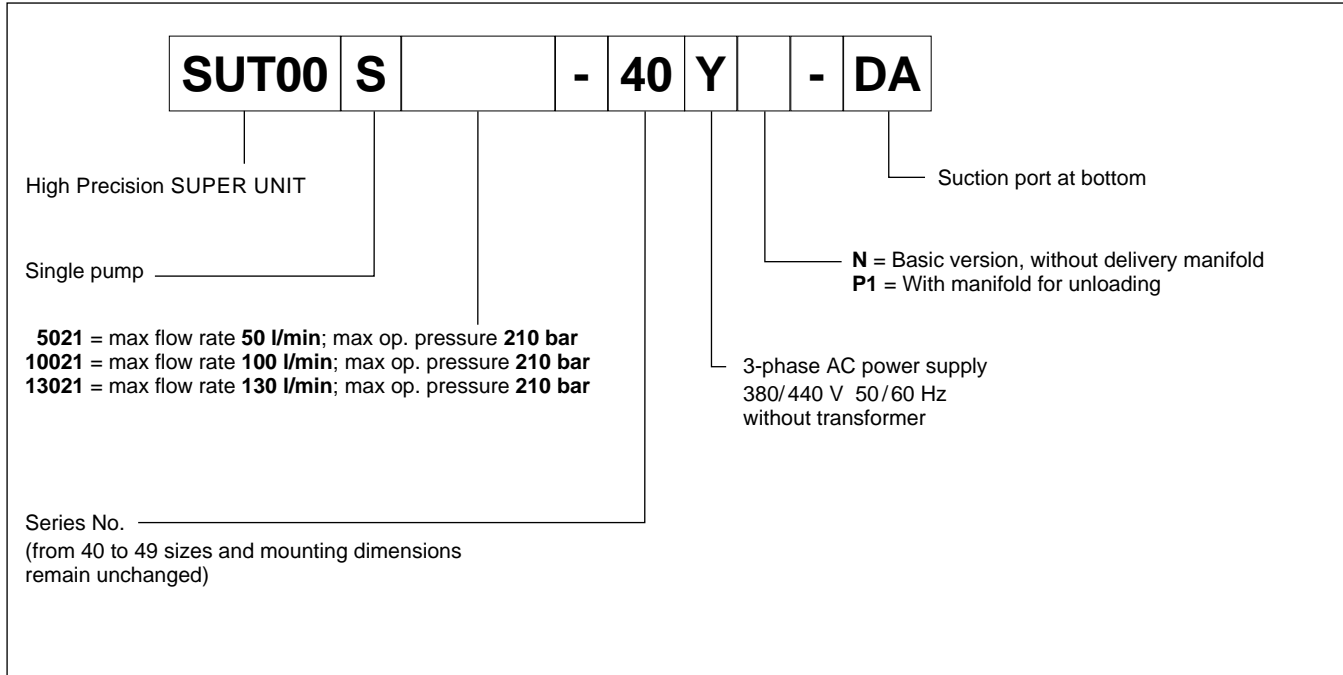 SUT00 S - 40 Y - DA
High Precision SUPER UNIT
Suction port at bottom
Single pump
N = Basic version, without delivery manifold
P1 = With manifold for unloading
5021 = max flow rate 50 l/min; max op. pressure 210 bar
10021 = max flow rate 100 l/min; max op. pressure 210 bar
13021 = max flow rate 130 l/min; max op. pressure 210 bar
3-phase AC power supply
380/440 V 50/60 Hz
without transformer
Series No.
(from 40 to 49 sizes and mounting dimensions
remain unchanged)